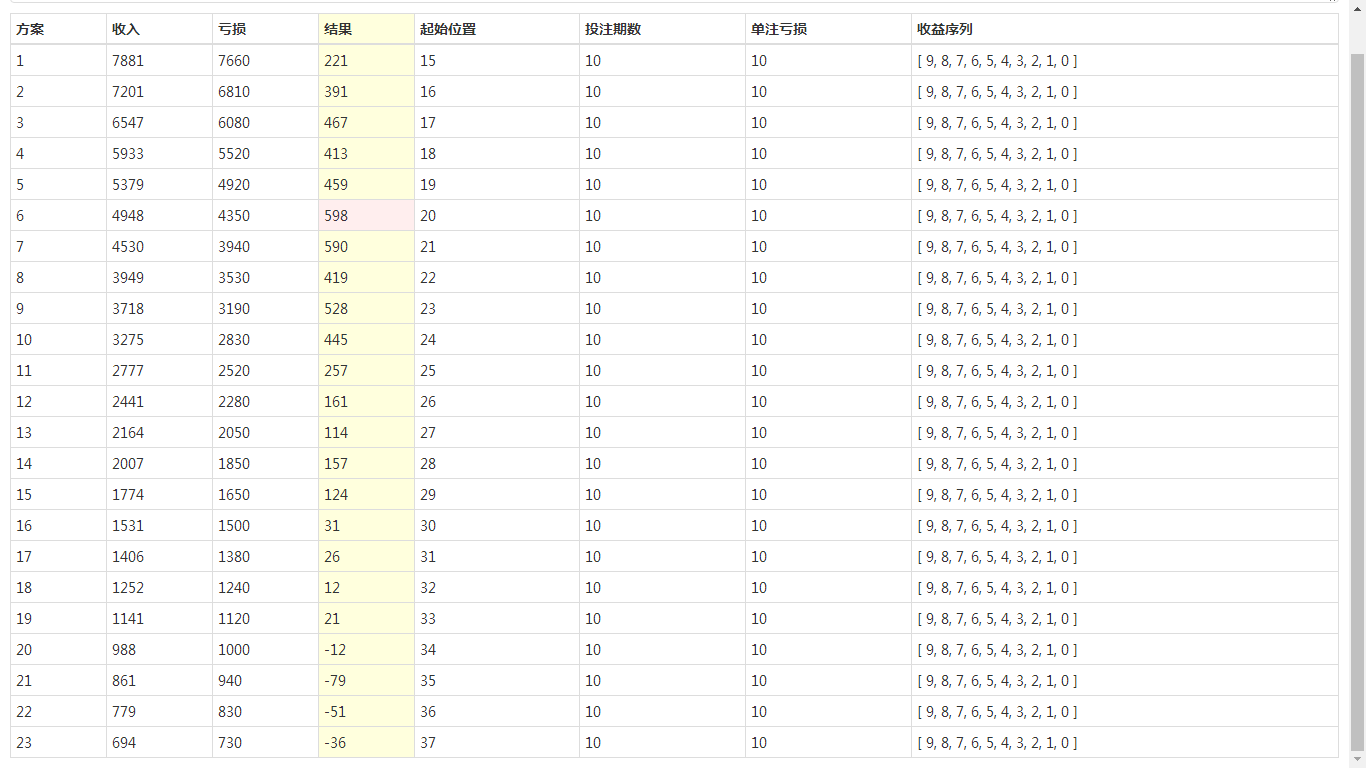 方案 收入 亏损 结果 起始位置 投注期数 单注亏损 收益序列
1 7881 7660 221 15 10 10 [ 9, 8, 7, 6, 5, 4, 3, 2, 1, 0 ]
2 7201 6810 391 16 10 10 [ 9, 8, 7, 6, 5, 4, 3, 2, 1, 0 ]
3 6547 6080 467 17 10 10 [ 9, 8, 7, 6, 5, 4, 3, 2, 1, 0 ]
4 5933 5520 413 18 10 10 [ 9, 8, 7, 6, 5, 4, 3, 2, 1, 0 ]
5 5379 4920 459 19 10 10 [ 9, 8, 7, 6, 5, 4, 3, 2, 1, 0 ]
6 4948 4350 598 20 10 10 [ 9, 8, 7, 6, 5, 4, 3, 2, 1, 0 ]
7 4530 3940 590 21 10 10 [ 9, 8, 7, 6, 5, 4, 3, 2, 1, 0 ]
8 3949 3530 419 22 10 10 [ 9, 8, 7, 6, 5, 4, 3, 2, 1, 0 ]
9 3718 3190 528 23 10 10 [ 9, 8, 7, 6, 5, 4, 3, 2, 1, 0 ]
10 3275 2830 445 24 10 10 [ 9, 8, 7, 6, 5, 4, 3, 2, 1, 0 ]
11 2777 2520 257 25 10 10 [ 9, 8, 7, 6, 5, 4, 3, 2, 1, 0 ]
12 2441 2280 161 26 10 10 [ 9, 8, 7, 6, 5, 4, 3, 2, 1, 0 ]
13 2164 2050 114 27 10 10 [ 9, 8, 7, 6, 5, 4, 3, 2, 1, 0 ]
14 2007 1850 157 28 10 10 [ 9, 8, 7, 6, 5, 4, 3, 2, 1, 0 ]
15 1774 1650 124 29 10 10 [ 9, 8, 7, 6, 5, 4, 3, 2, 1, 0 ]
16 1531 1500 31 30 10 10 [ 9, 8, 7, 6, 5, 4, 3, 2, 1, 0 ]
17 1406 1380 26 31 10 10 [ 9, 8, 7, 6, 5, 4, 3, 2, 1, 0 ]
18 1252 1240 12 32 10 10 [ 9, 8, 7, 6, 5, 4, 3, 2, 1, 0 ]
19 1141 1120 21 33 10 10 [ 9, 8, 7, 6, 5, 4, 3, 2, 1, 0 ]
20 988 1000 -12 34 10 10 [ 9, 8, 7, 6, 5, 4, 3, 2, 1, 0 ]
21 861 940 -79 35 10 10 [ 9, 8, 7, 6, 5, 4, 3, 2, 1, 0 ]
22 779 830 -51 36 10 10 [ 9, 8, 7, 6, 5, 4, 3, 2, 1, 0 ]
23 694 730 -36 37 10 10 [ 9, 8, 7, 6, 5, 4, 3, 2, 1, 0 ]